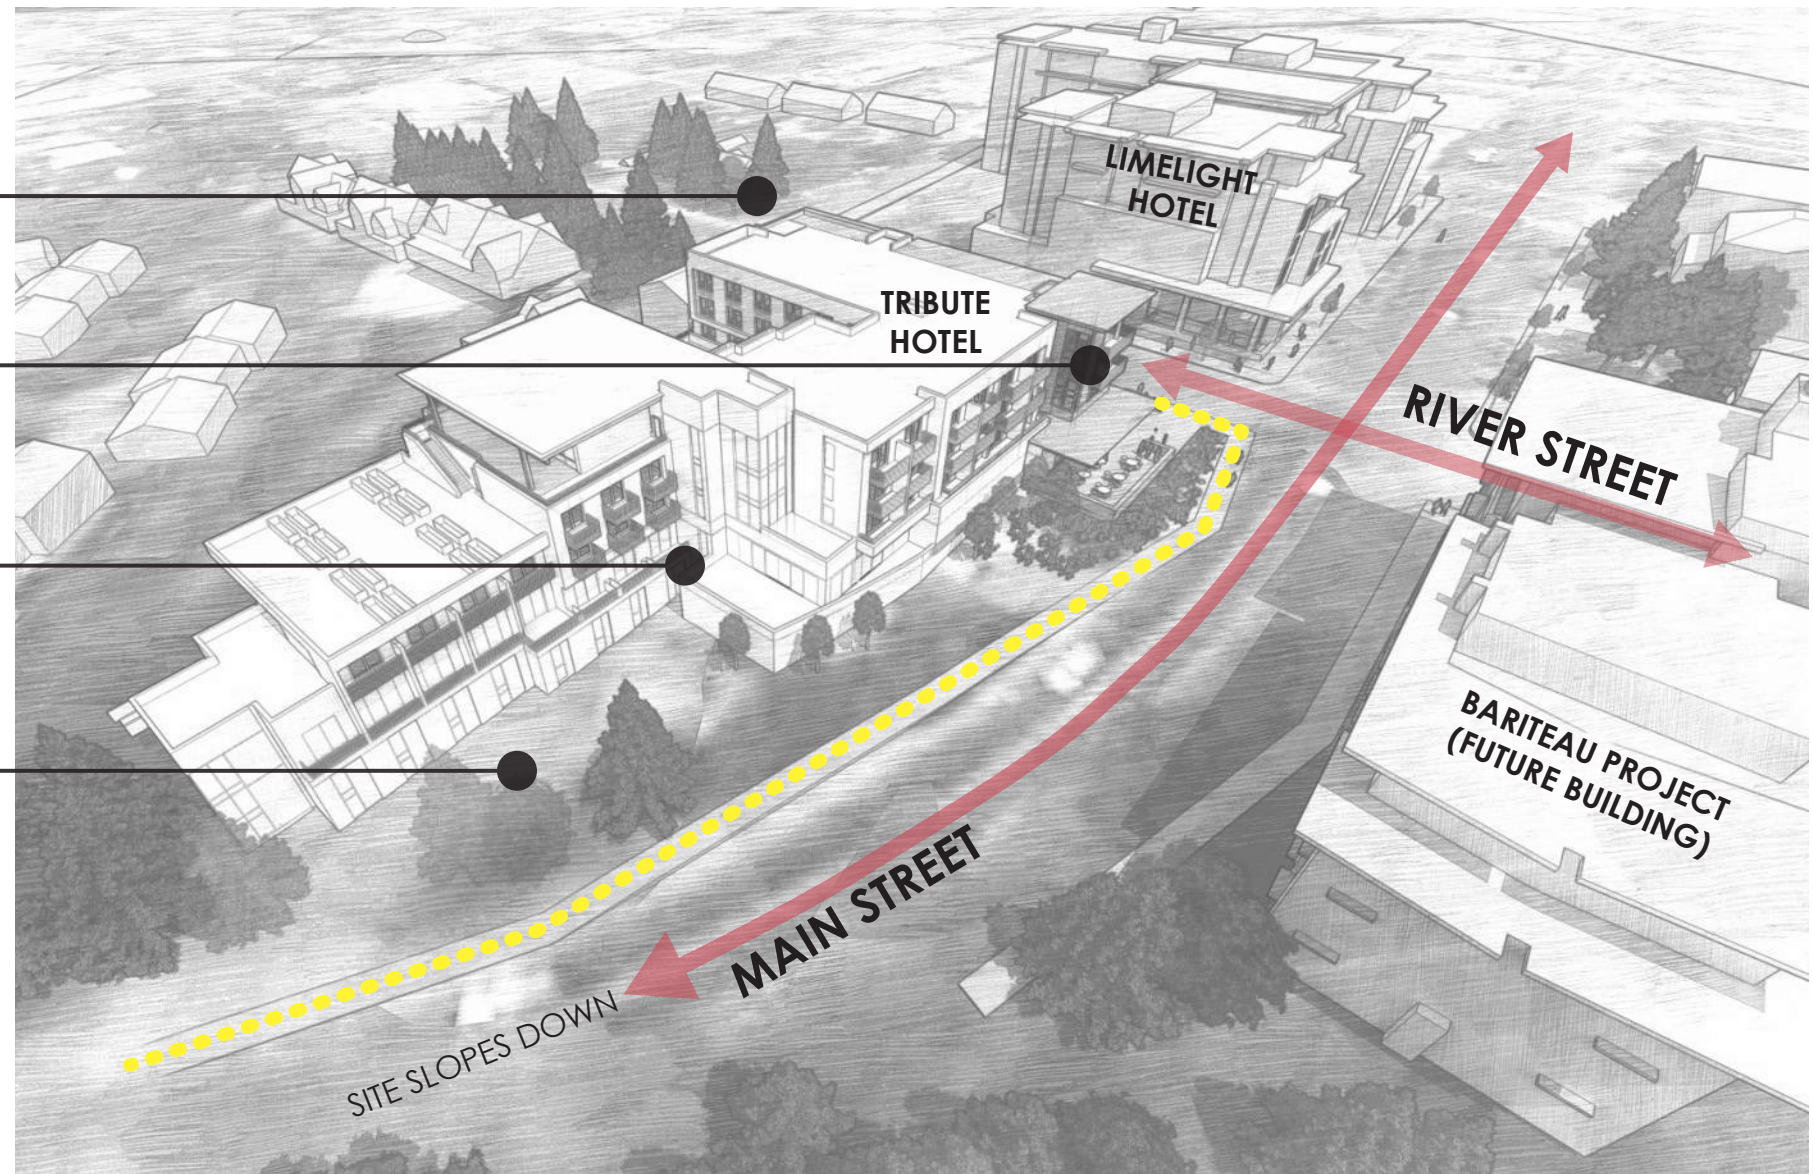 LIMELIGHT
HOTEL
TRIBUTE
HOTEL
RIVER STREET
BARITEAU PROJECT
(FUTURE BUILDING)
MAIN STREET
SITE SLOPES DOWN